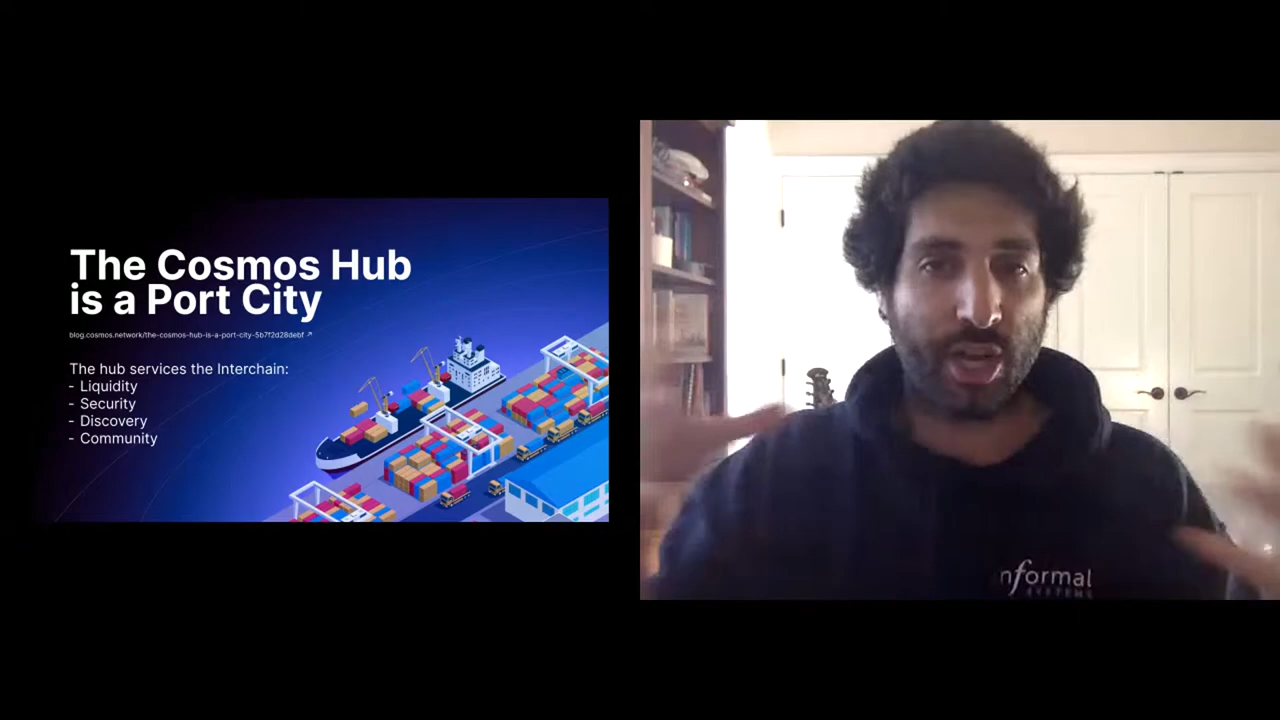 The Cosmos Hub
is a Port City
blog.cosmos.network/the-cosmos-hub-is-a-port-city-5b7f2d28debf ↗
The hub services the Interchain:
- Liquidity
- Security
- Discovery
- Community
nformal
SYSTEMS